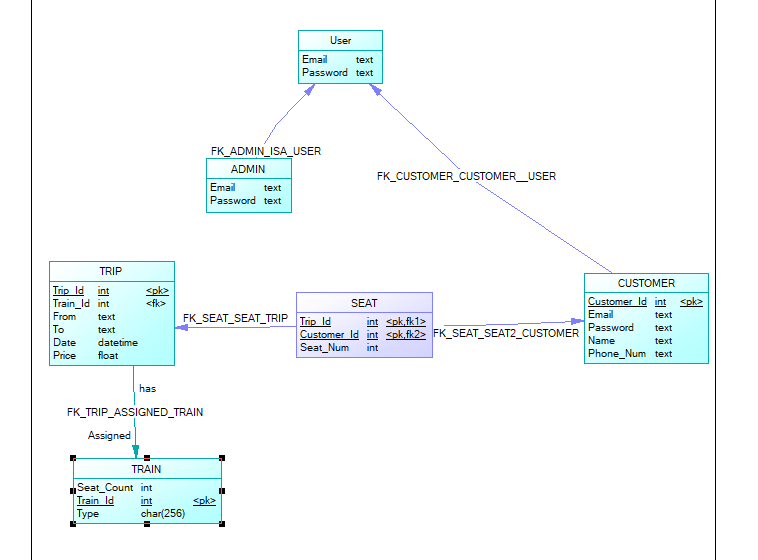 User
Email text
Password text
FK_ADMIN_ISA_USER
ADMIN
Email text
Password text
FK_CUSTOMER_CUSTOMER__USER
TRIP
Trip_Id int <pk>
Train_Id int <fk>
From text
To text
Date datetime
Price float
FK_SEAT_SEAT_TRIP
SEAT
Trip_Id int <pk,fk1>
Customer_Id int <pk,fk2>
Seat_Num int
FK_SEAT_SEAT2_CUSTOMER
CUSTOMER
Customer_Id int <pk>
Email text
Password text
Name text
Phone_Num text
has
FK_TRIP_ASSIGNED_TRAIN
Assigned
TRAIN
Seat_Count int
Train_Id int <pk>
Type char(256)